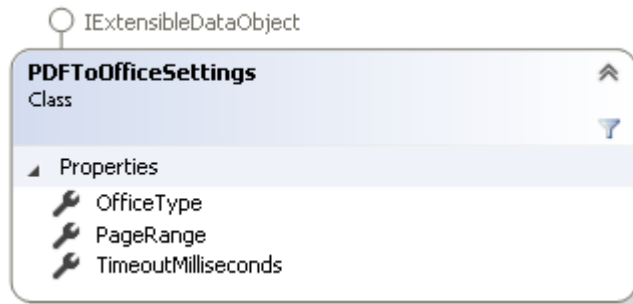 IExtensibleDataObject
PDFToOfficeSettings
Class
Properties
OfficeType
PageRange
TimeoutMilliseconds